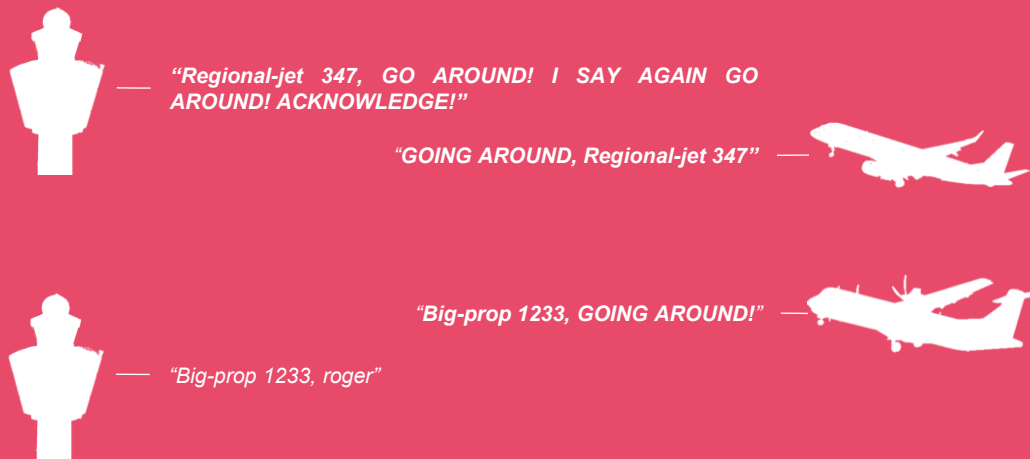 “Regional-jet 347, GO AROUND! I SAY AGAIN GO
AROUND! ACKNOWLEDGE!”
“GOING AROUND, Regional-jet 347”
“Big-prop 1233, GOING AROUND!”
“Big-prop 1233, roger”